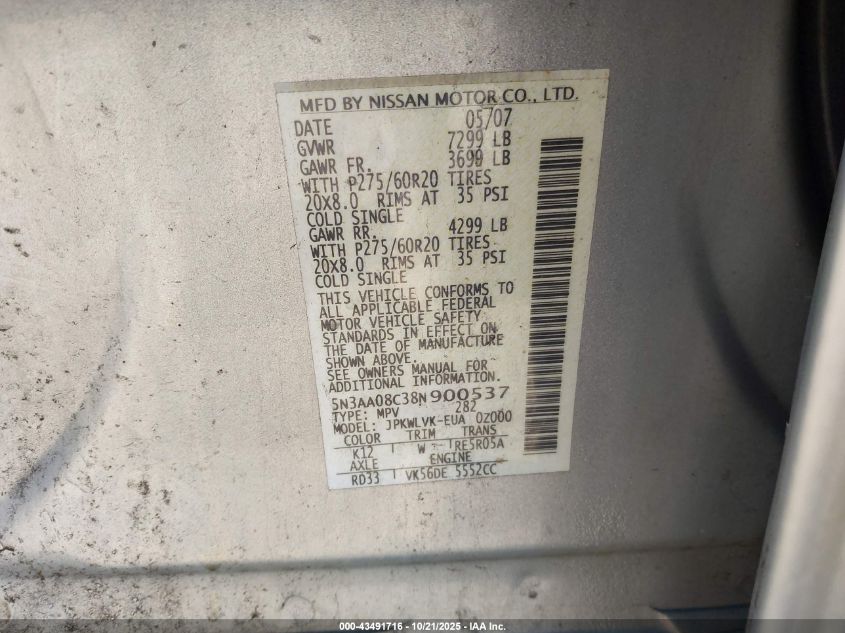 MFD BY NISSAN MOTOR CO., LTD.
DATE 05/07
GVWR 7299 LB
GAWR FR. 3699 LB
WITH P275/60R20 TIRES
20X8.0 RIMS AT 35 PSI
COLD SINGLE
GAWR RR. 4299 LB
WITH P275/60R20 TIRES
20X8.0 RIMS AT 35 PSI
COLD SINGLE
THIS VEHICLE CONFORMS TO
ALL APPLICABLE FEDERAL
MOTOR VEHICLE SAFETY
STANDARDS IN EFFECT ON
THE DATE OF MANUFACTURE
SHOWN ABOVE.
SEE OWNERS MANUAL FOR
ADDITIONAL INFORMATION.
5N3AA08C38N900537
TYPE: MPV 282
MODEL: JPKWLVK-EUA 0Z000
COLOR TRIM TRANS
K12 W RE5R05A
AXLE ENGINE
RD33 VK56DE 5552CC
000-43491716 - 10/21/2025 - IAA Inc.